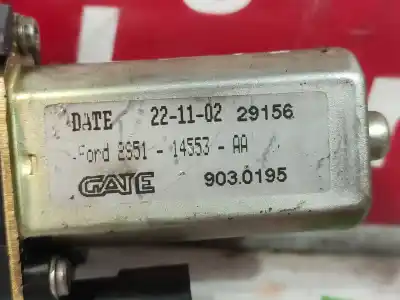 DATE 22-11-02 29156
Ford 2S51 - 14553 - AA
GATE 903.0195